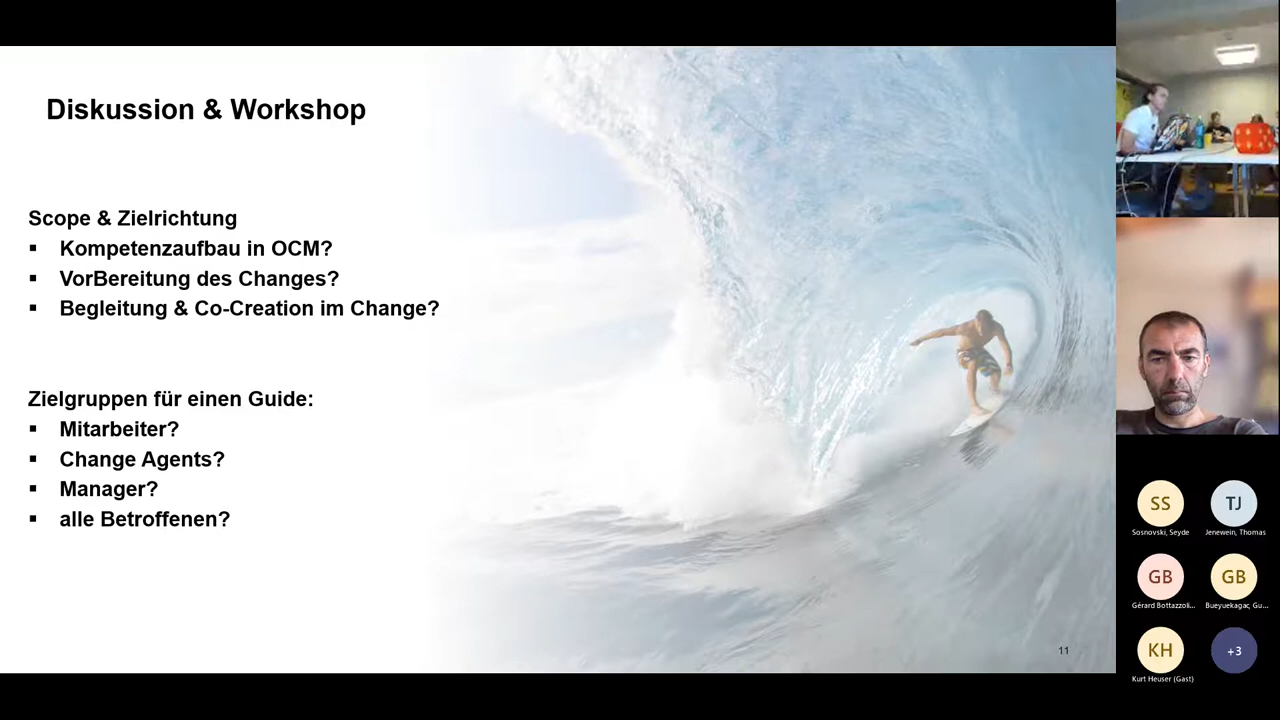 Diskussion & Workshop
Scope & Zielrichtung
▪ Kompetenzaufbau in OCM?
▪ VorBereitung des Changes?
▪ Begleitung & Co-Creation im Change?
Zielgruppen für einen Guide:
▪ Mitarbeiter?
▪ Change Agents?
▪ Manager?
▪ alle Betroffenen?
11
SS
Sosnovski, Seyde
TJ
Jenewein, Thomas
GB
Gérard Bottazzoli...
GB
Bueyuekagac, Gu...
KH
Kurt Heuser (Gast)
+3